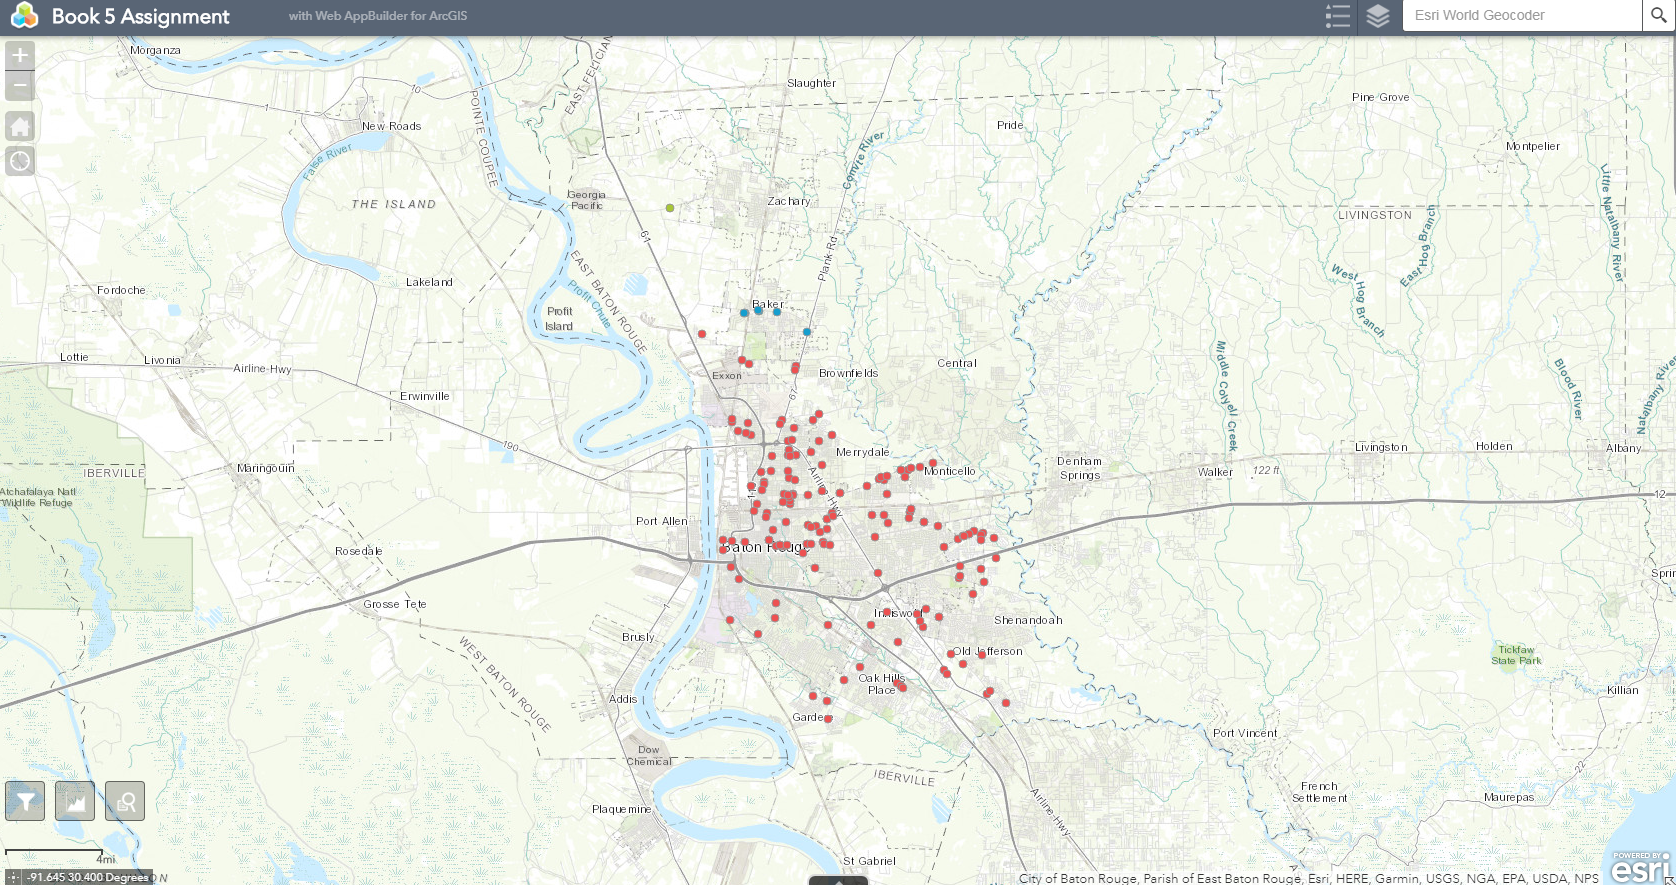 Book 5 Assignment
with Web AppBuilder for ArcGIS
Esri World Geocoder
Morganza
Slaughter
EAST FELICIAN
Pine Grove
1
10
POINTE COUPEE
New Roads
Pride
Comite River
Montpelier
False River
THE ISLAND
Georgia
Pacific
Zachary
LIVINGSTON
Little Natalbany River
61
Plank Rd
East Hog Branch
West
Hog Branch
EAST BATON ROUGE
Lakeland
Fordoche
Profit Chute
Profit
Island
Baker
Lottie
Livonia
Airline Hwy
Exxon
Brownfields
Central
Middle Colyell Creek
Blood River
Natalbany River
Erwinville
67
190
Merrydale
Monticello
Denham
Springs
Walker
122 ft
Livingston
Holden
Albany
Maringouin
IBERVILLE
Atchafalaya Natl
Wildlife Refuge
Airline Hwy
12
Port Allen
Baton Rouge
Rosedale
Grosse Tete
Inniswold
Shenandoah
Brusly
WEST BATON ROUGE
Old Jefferson
Tickfaw
State Park
Oak Hills
Place
Addis
Killian
Port Vincent
Dow
Chemical
IBERVILLE
22
French
Settlement
Maurepas
Airline Hwy
Plaquemine
St Gabriel
4mi
-91.645 30.400 Degrees
City of Baton Rouge, Parish of East Baton Rouge, Esri, HERE, Garmin, USGS, NGA, EPA, USDA, NPS
POWERED BY
esri